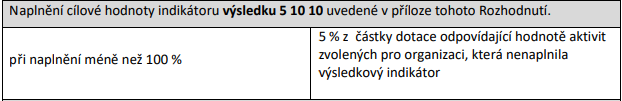 Naplnění cílové hodnoty indikátoru výsledku 5 10 10 uvedené v příloze tohoto Rozhodnutí.
při naplnění méně než 100 %
5 % z  částky dotace odpovídající hodnotě aktivit
zvolených pro organizaci, která nenaplnila
výsledkový indikátor